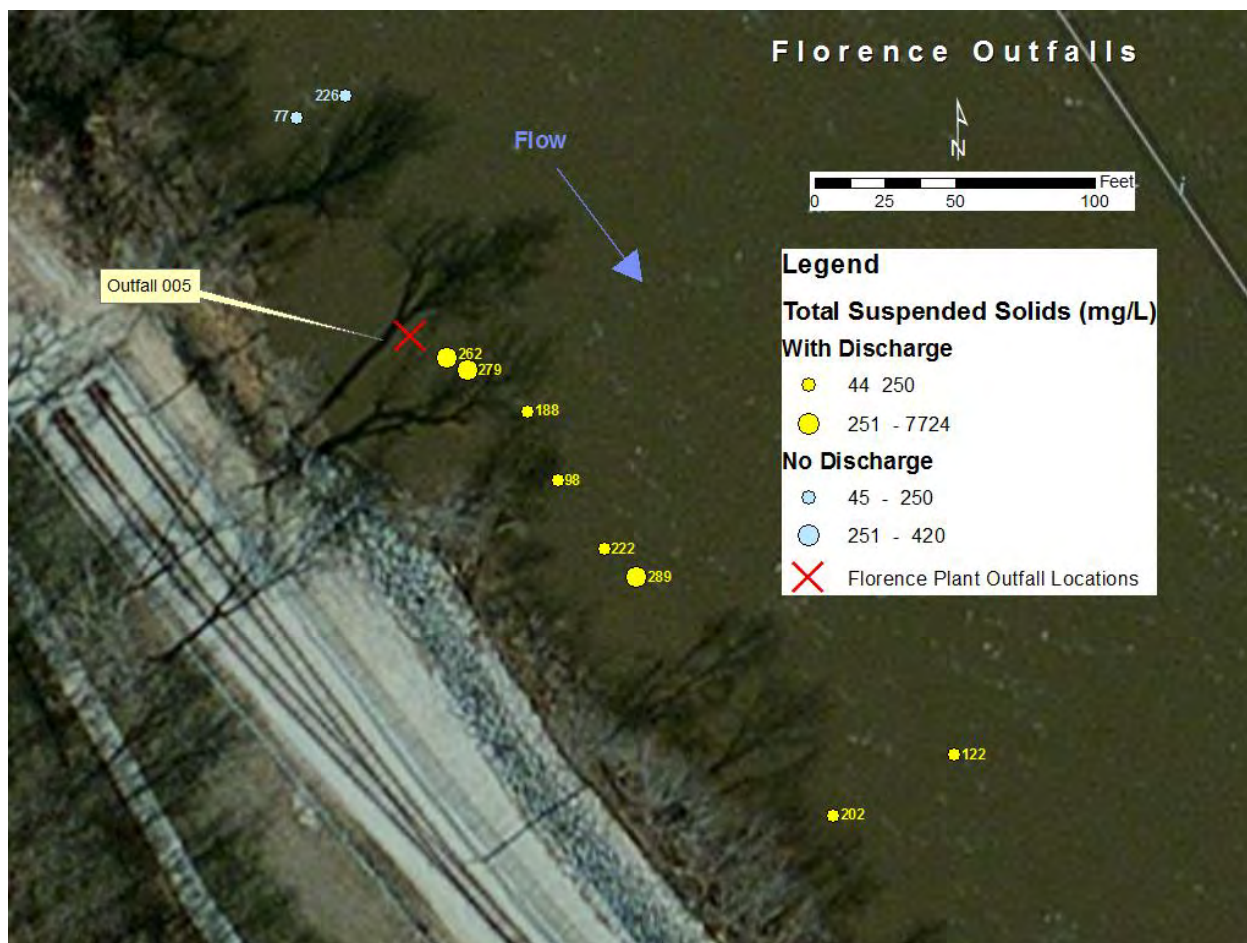 Florence Outfalls
226
77
Flow
N
Feet
0 25 50 100
Outfall 005
Legend
Total Suspended Solids (mg/L)
With Discharge
44 250
251 - 7724
No Discharge
45 - 250
251 - 420
Florence Plant Outfall Locations
262
279
188
98
222
289
122
202